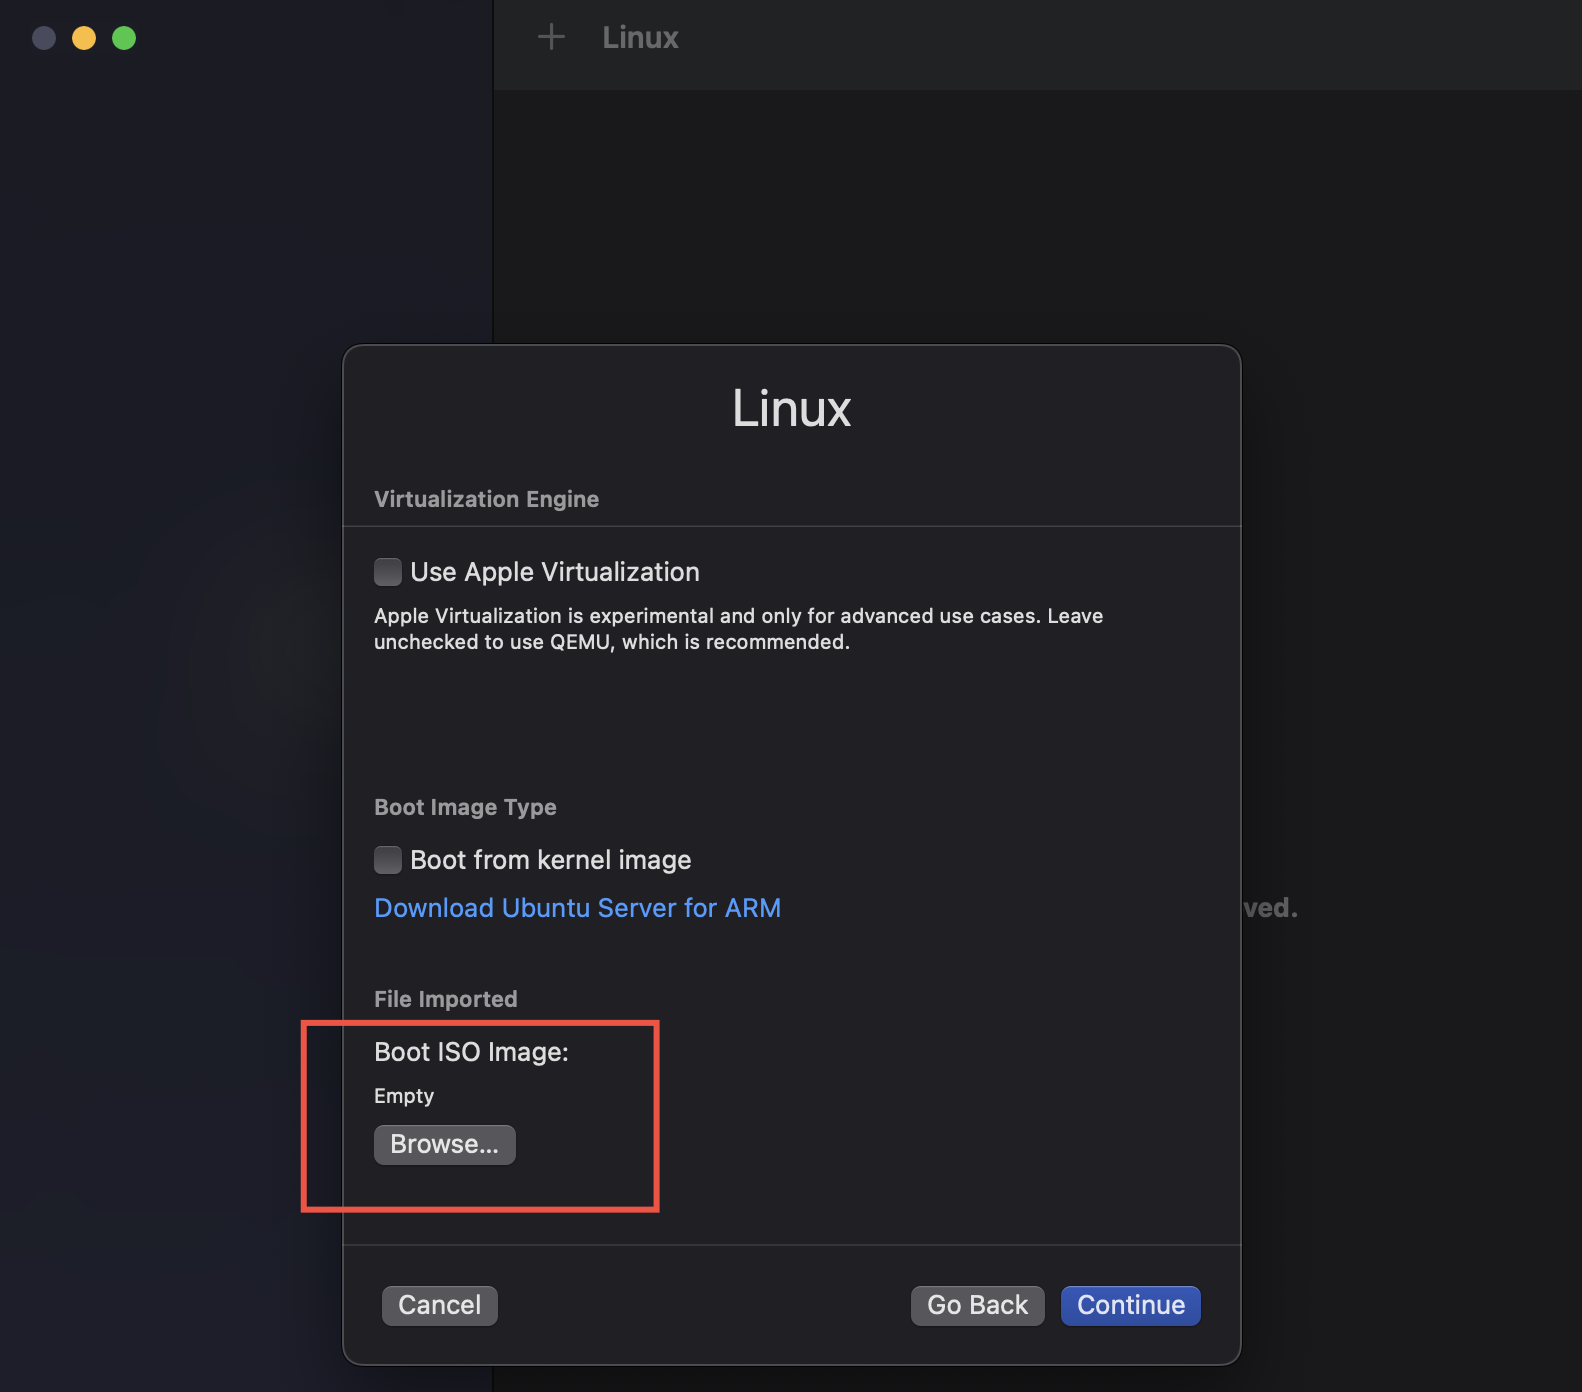 Linux
Linux
Virtualization Engine
Use Apple Virtualization
Apple Virtualization is experimental and only for advanced use cases. Leave
unchecked to use QEMU, which is recommended.
Boot Image Type
Boot from kernel image
Download Ubuntu Server for ARM
ved.
File Imported
Boot ISO Image:
Empty
Browse...
Cancel
Go Back
Continue